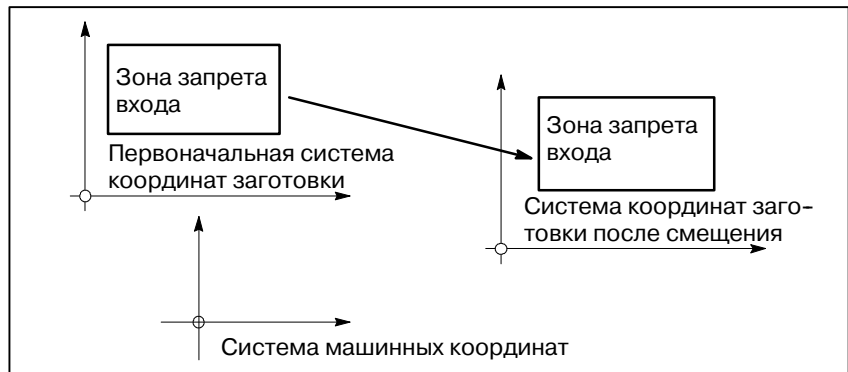 Зона запрета
входа
Первоначальная система
координат заготовки
Зона запрета
входа
Система координат заго-
товки после смещения
Система машинных координат